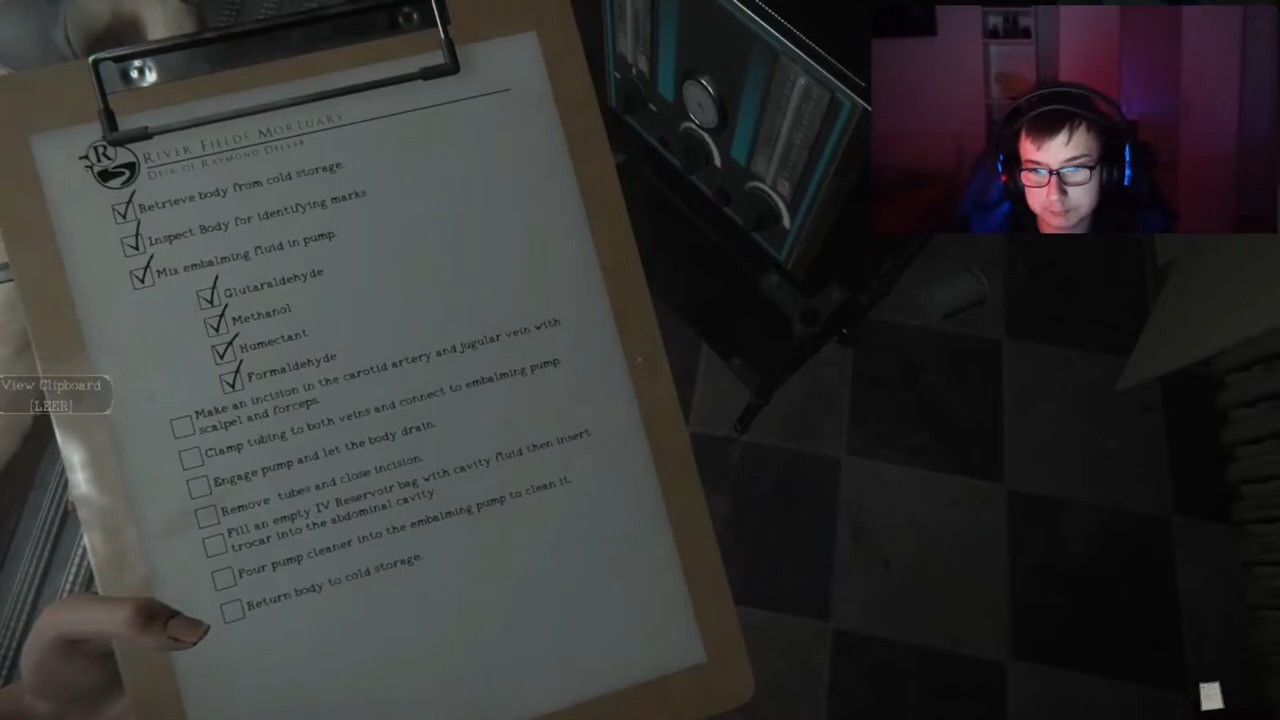 RIVER FIELDS MORTUARY
DESK OF RAYMOND DELVER
Retrieve body from cold storage.
Inspect Body for identifying marks
Mix embalming fluid in pump.
Glutaraldehyde
Methanol
Humectant
Formaldehyde
Make an incision in the carotid artery and jugular vein with
scalpel and forceps.
Clamp tubing to both veins and connect to embalming pump.
Engage pump and let the body drain.
Remove tubes and close incision.
Fill an empty IV Reservoir bag with cavity fluid then insert
trocar into the abdominal cavity.
Pour pump cleaner into the embalming pump to clean it.
Return body to cold storage.
View Clipboard
[LEER]